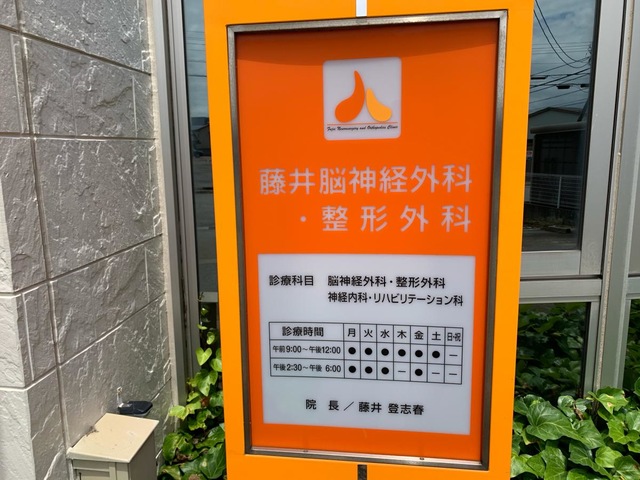 Fujii Neurosurgery and Orthopedics Clinic
藤井脳神経外科
・整形外科
診療科目 脳神経外科・整形外科
神経内科・リハビリテーション科
診療時間 月 火 水 木 金 土 日・祝
午前9:00〜午後12:00 ● ● ● ● ● ● ー
午後2:30〜午後 6:00 ● ● ● ー ● ー ー
院 長 ／ 藤井 登志春